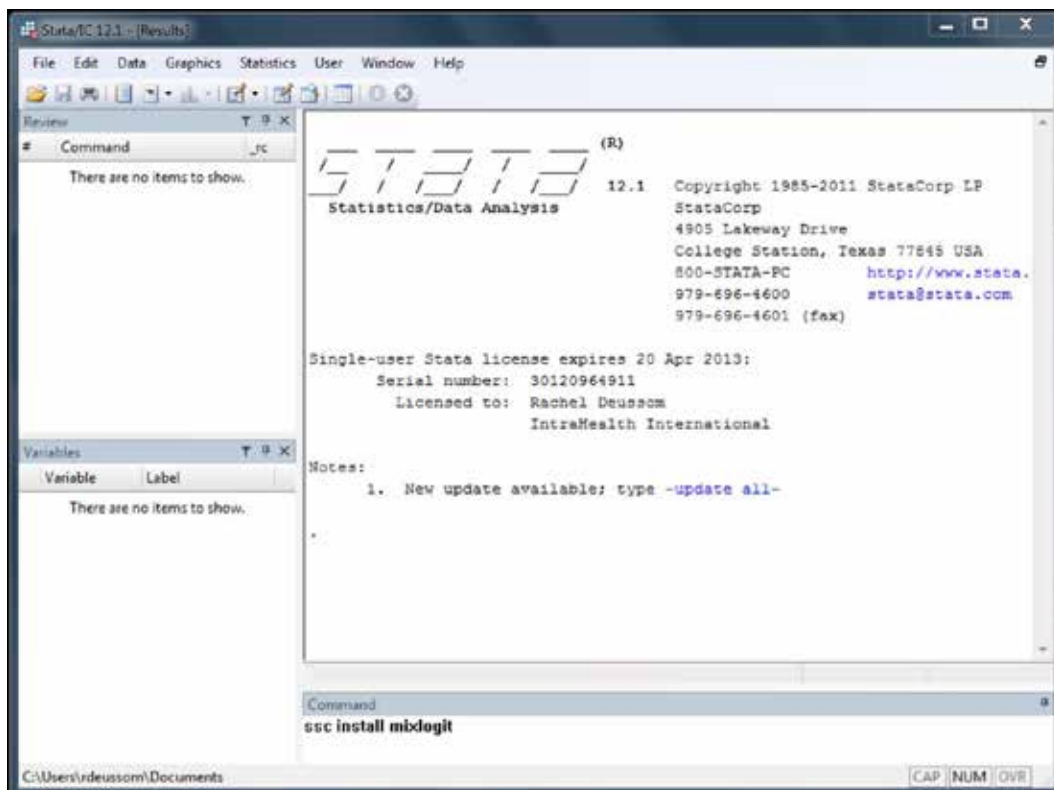 Stata/IC 12.1 - [Results]
File Edit Data Graphics Statistics User Window Help
Review
# Command _rc
There are no items to show.
Variables
Variable Label
There are no items to show.
(R)
STATA 12.1 Copyright 1985-2011 StataCorp LP
Statistics/Data Analysis StataCorp
4905 Lakeway Drive
College Station, Texas 77845 USA
800-STATA-PC http://www.stata.
979-696-4600 stata@stata.com
979-696-4601 (fax)
Single-user Stata license expires 20 Apr 2013:
Serial number: 30120964911
Licensed to: Rachel Deussom
IntraHealth International
Notes:
1. New update available; type -update all-
.
Command
ssc install mixlogit
C:\Users\rdeussom\Documents
CAP NUM OVR